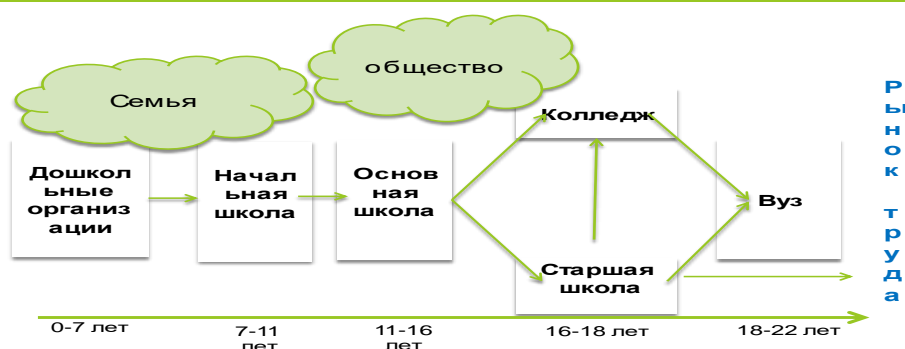 общество
Семья
Колледж
Дошкол
ьные
организ
ации
Начал
ьная
школа
Основ
ная
школа
Вуз
Старшая
школа
Р
ы
н
о
к
т
р
у
д
а
0-7 лет
7-11
лет
11-16
лет
16-18 лет
18-22 лет